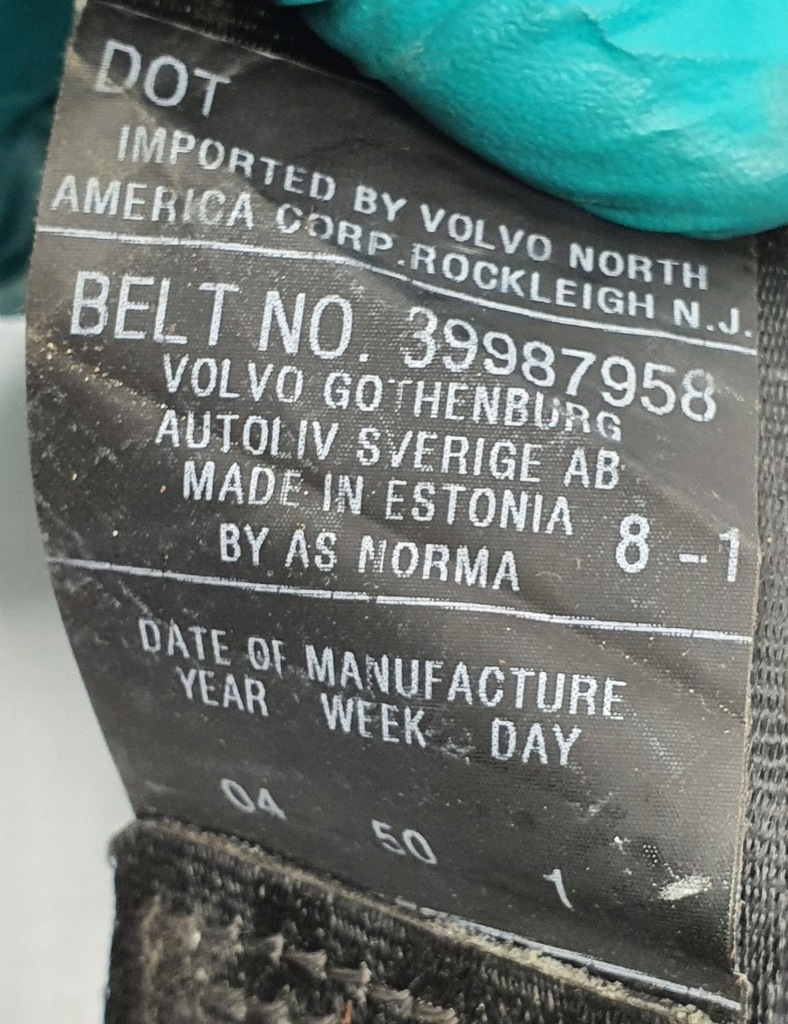 DOT
IMPORTED BY VOLVO NORTH
AMERICA CORP.ROCKLEIGH N.J.
BELT NO. 39987958
VOLVO GOTHENBURG
AUTOLIV SVERIGE AB
MADE IN ESTONIA
BY AS NORMA 8-1
DATE OF MANUFACTURE
YEAR WEEK DAY
04 50 1